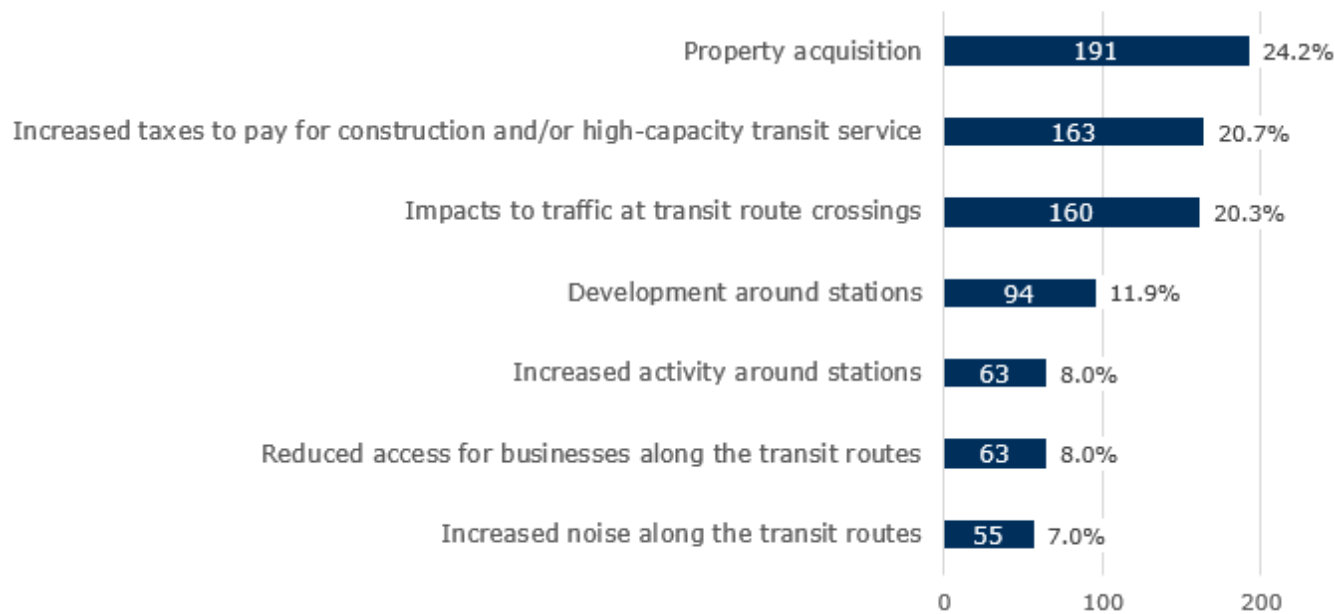 Property acquisition 191 24.2%
Increased taxes to pay for construction and/or high-capacity transit service 163 20.7%
Impacts to traffic at transit route crossings 160 20.3%
Development around stations 94 11.9%
Increased activity around stations 63 8.0%
Reduced access for businesses along the transit routes 63 8.0%
Increased noise along the transit routes 55 7.0%
0 100 200